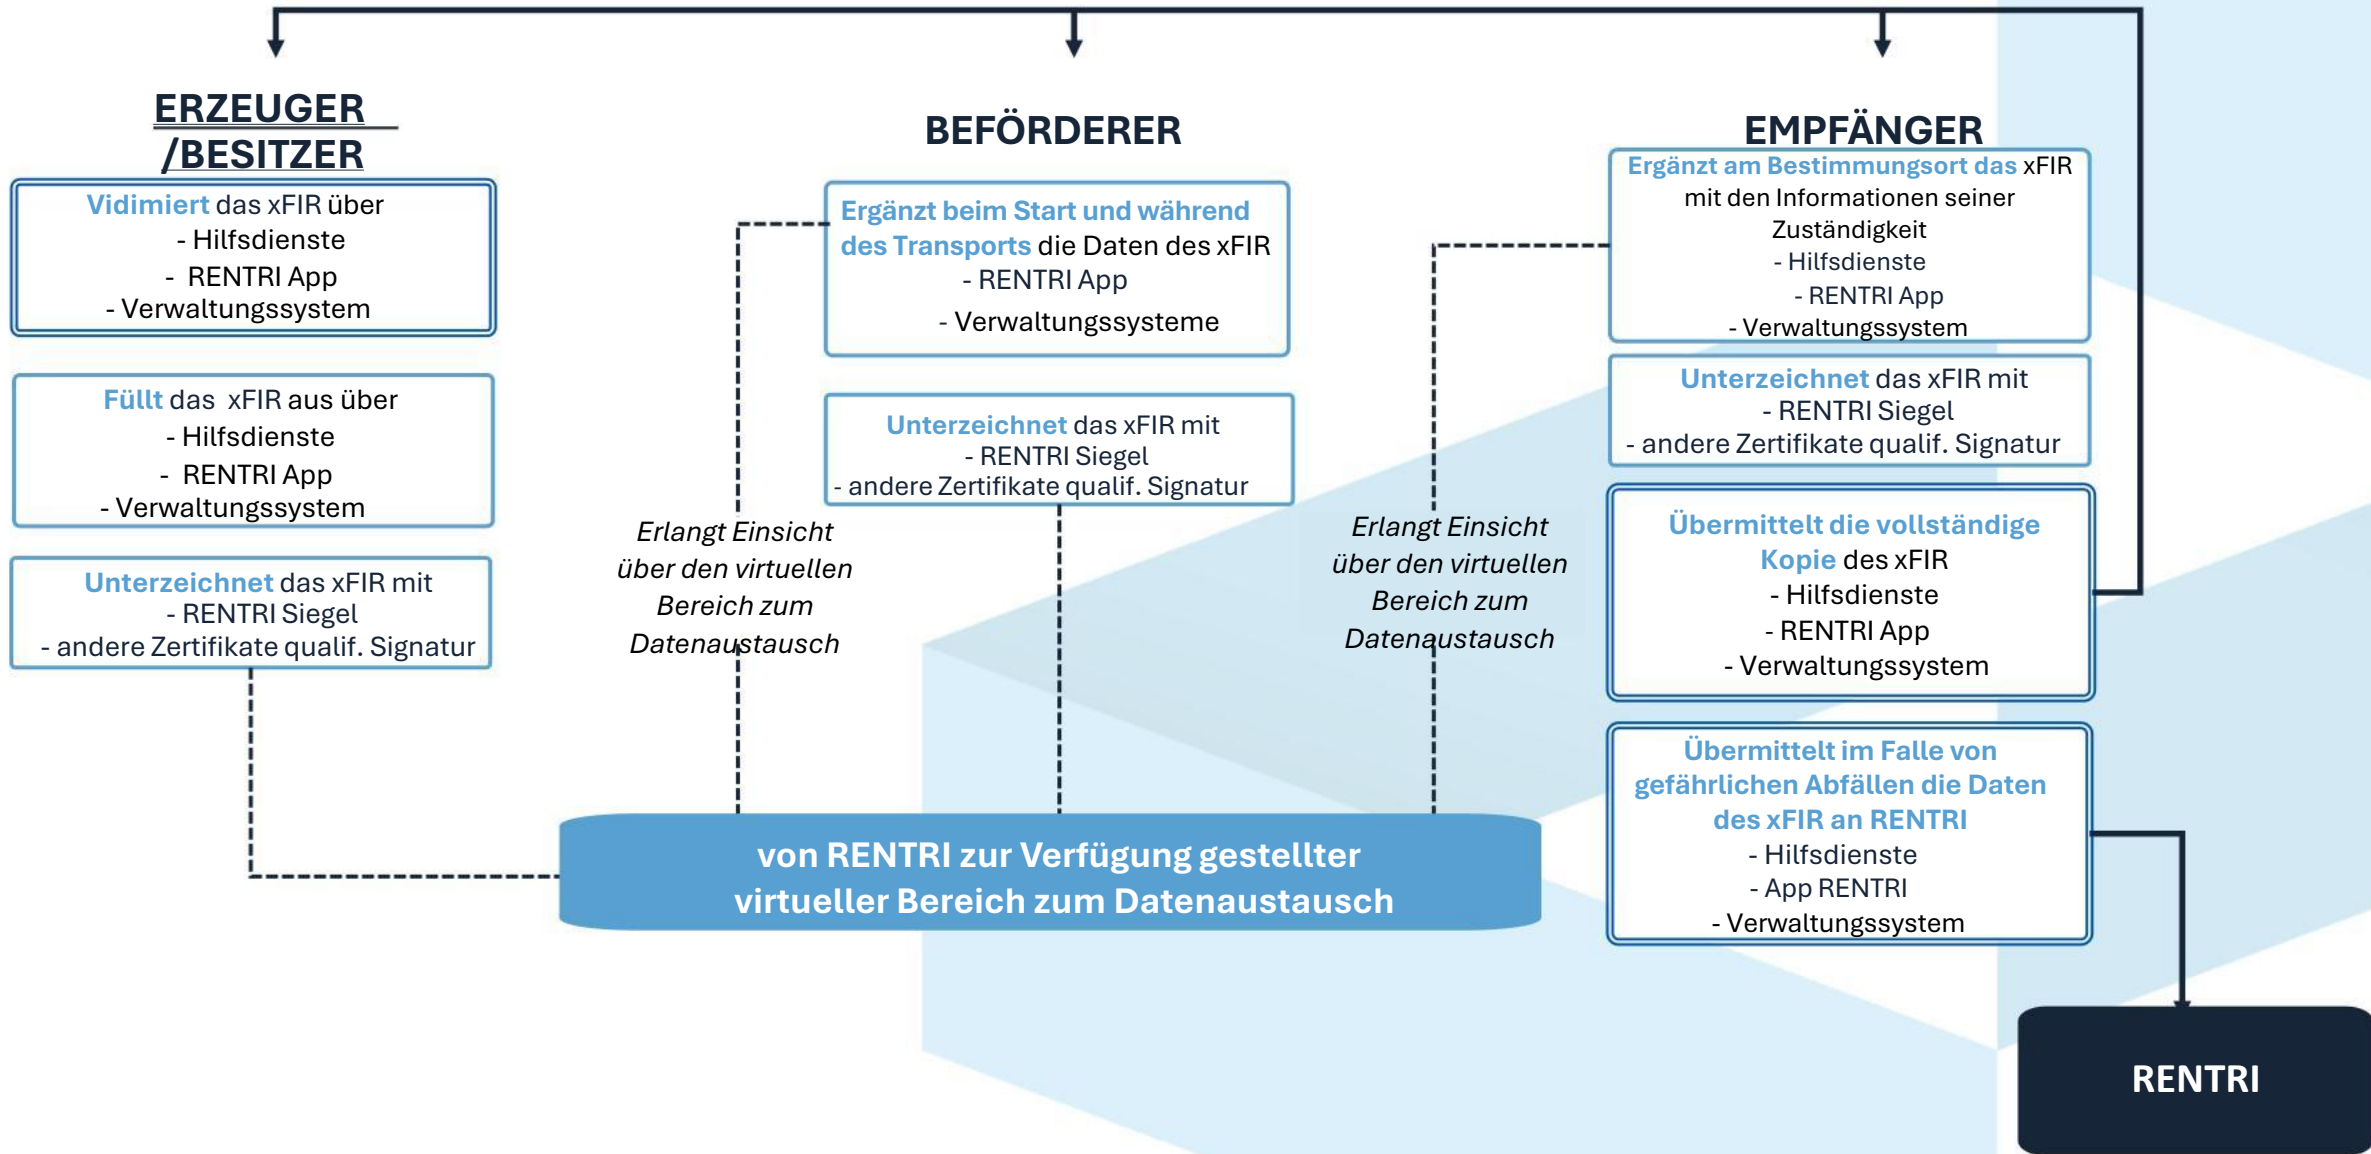 ERZEUGER
/BESITZER
Vidimiert das xFIR über
- Hilfsdienste
- RENTRI App
- Verwaltungssystem
Füllt das xFIR aus über
- Hilfsdienste
- RENTRI App
- Verwaltungssystem
Unterzeichnet das xFIR mit
- RENTRI Siegel
- andere Zertifikate qualif. Signatur
Erlangt Einsicht
über den virtuellen
Bereich zum
Datenaustausch
BEFÖRDERER
Ergänzt beim Start und während
des Transports die Daten des xFIR
- RENTRI App
- Verwaltungssysteme
Unterzeichnet das xFIR mit
- RENTRI Siegel
- andere Zertifikate qualif. Signatur
Erlangt Einsicht
über den virtuellen
Bereich zum
Datenaustausch
EMPFÄNGER
Ergänzt am Bestimmungsort das xFIR
mit den Informationen seiner
Zuständigkeit
- Hilfsdienste
- RENTRI App
- Verwaltungssystem
Unterzeichnet das xFIR mit
- RENTRI Siegel
- andere Zertifikate qualif. Signatur
Übermittelt die vollständige
Kopie des xFIR
- Hilfsdienste
- RENTRI App
- Verwaltungssystem
Übermittelt im Falle von
gefährlichen Abfällen die Daten
des xFIR an RENTRI
- Hilfsdienste
- App RENTRI
- Verwaltungssystem
von RENTRI zur Verfügung gestellter
virtueller Bereich zum Datenaustausch
RENTRI